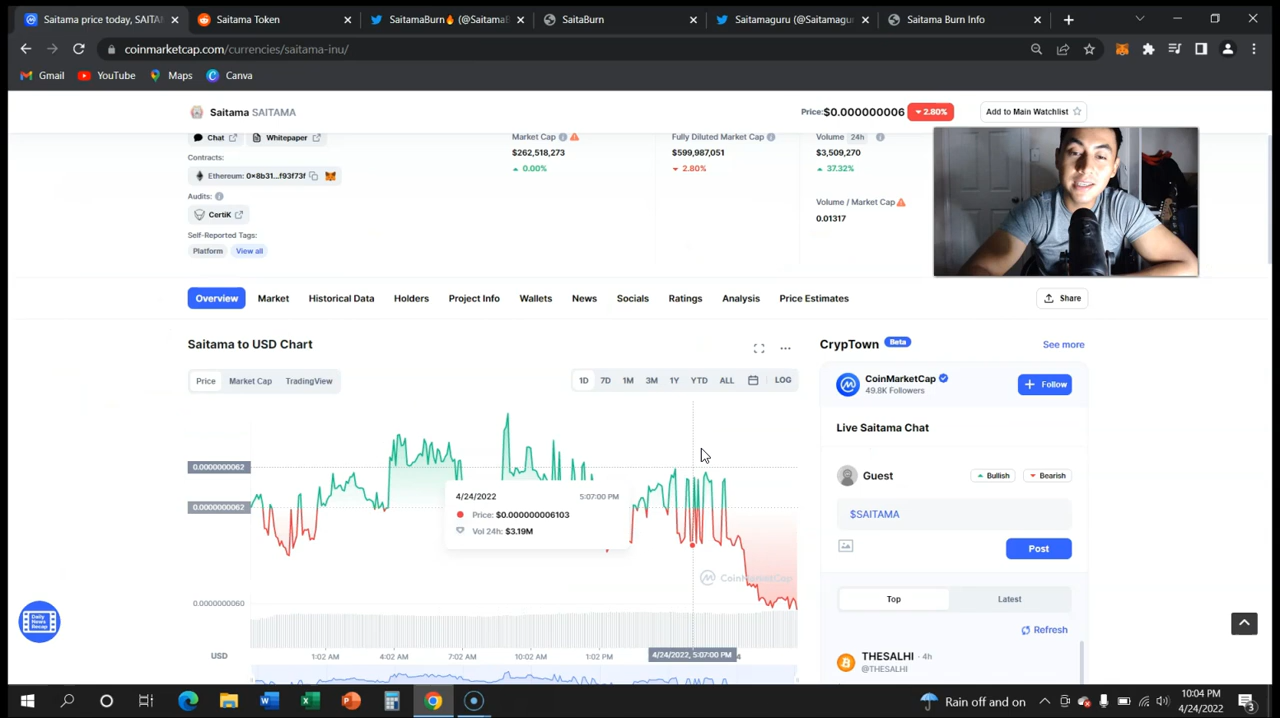 Saitama price today, SAITAM
Saitama Token
SaitamaBurn🔥 (@SaitamaB
SaitaBurn
Saitamaguru (@Saitamagur
Saitama Burn Info
coinmarketcap.com/currencies/saitama-inu/
Gmail
YouTube
Maps
Canva
Saitama SAITAMA
Price: $0.000000006
2.80%
Add to Main Watchlist
Chat
Whitepaper
Market Cap
Fully Diluted Market Cap
Volume 24h
$262,518,273
$599,987,051
$3,509,270
0.00%
2.80%
37.32%
Contracts:
Ethereum: 0x8b31...f93f73f
Audits:
CertiK
Volume / Market Cap
0.01317
Self-Reported Tags:
Platform
View all
Overview
Market
Historical Data
Holders
Project Info
Wallets
News
Socials
Ratings
Analysis
Price Estimates
Share
Saitama to USD Chart
CrypTown
Beta
See more
Price
Market Cap
TradingView
1D
7D
1M
3M
1Y
YTD
ALL
LOG
CoinMarketCap
49.8K Followers
Follow
Live Saitama Chat
Guest
Bullish
Bearish
$SAITAMA
Post
Top
Latest
Refresh
THESALHI · 4h
@THESALHI
0.0000000062
0.0000000062
0.0000000060
4/24/2022
5:07:00 PM
Price: $0.000000006103
Vol 24h: $3.19M
CoinMarketCap
USD
1:02 AM
4:02 AM
7:02 AM
10:02 AM
1:02 PM
4/24/2022, 5:07:00 PM
Daily
News
Recap
Rain off and on
10:04 PM
4/24/2022
3